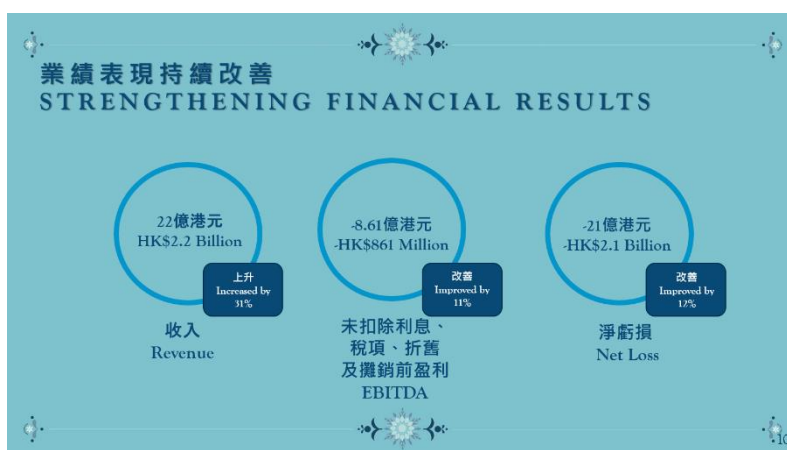 業績表現持續改善
STRENGTHENING FINANCIAL RESULTS
22億港元
HK$2.2 Billion
上升
Increased by
31%
收入
Revenue
-8.61億港元
-HK$861 Million
改善
Improved by
11%
未扣除利息、
稅項、折舊
及攤銷前盈利
EBITDA
-21億港元
-HK$2.1 Billion
改善
Improved by
12%
淨虧損
Net Loss
10